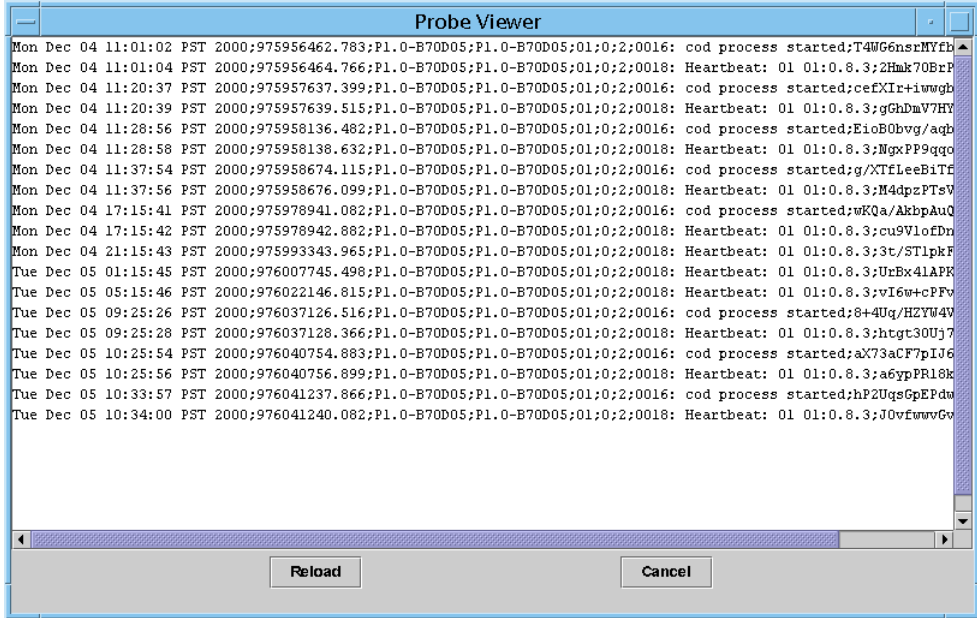 Probe Viewer
Mon Dec 04 11:01:02 PST 2000;975956462.783;P1.0-B70D05;P1.0-B70D05;01;0;2;0016: cod process started;T4WG6nsrMYfb
Mon Dec 04 11:01:04 PST 2000;975956464.766;P1.0-B70D05;P1.0-B70D05;01;0;2;0018: Heartbeat: 01 01:0.8.3;2Hmk7OBrP
Mon Dec 04 11:20:37 PST 2000;975957637.399;P1.0-B70D05;P1.0-B70D05;01;0;2;0016: cod process started;cefXIr+iwwgb
Mon Dec 04 11:20:39 PST 2000;975957639.515;P1.0-B70D05;P1.0-B70D05;01;0;2;0018: Heartbeat: 01 01:0.8.3;gGhDmV7HY
Mon Dec 04 11:28:56 PST 2000;975958136.482;P1.0-B70D05;P1.0-B70D05;01;0;2;0016: cod process started;EioBObvg/aqb
Mon Dec 04 11:28:58 PST 2000;975958138.632;P1.0-B70D05;P1.0-B70D05;01;0;2;0018: Heartbeat: 01 01:0.8.3;NgxPP9qqo
Mon Dec 04 11:37:54 PST 2000;975958674.115;P1.0-B70D05;P1.0-B70D05;01;0;2;0016: cod process started;g/XTfLeeBiTf
Mon Dec 04 11:37:56 PST 2000;975958676.099;P1.0-B70D05;P1.0-B70D05;01;0;2;0018: Heartbeat: 01 01:0.8.3;M4dpzPTsV
Mon Dec 04 17:15:41 PST 2000;975978941.082;P1.0-B70D05;P1.0-B70D05;01;0;2;0016: cod process started;wKQa/AkbpAuQ
Mon Dec 04 17:15:42 PST 2000;975978942.882;P1.0-B70D05;P1.0-B70D05;01;0;2;0018: Heartbeat: 01 01:0.8.3;cu9VlofDn
Mon Dec 04 21:15:43 PST 2000;975993343.965;P1.0-B70D05;P1.0-B70D05;01;0;2;0018: Heartbeat: 01 01:0.8.3;3t/STlpkF
Tue Dec 05 01:15:45 PST 2000;976007745.498;P1.0-B70D05;P1.0-B70D05;01;0;2;0018: Heartbeat: 01 01:0.8.3;UrBx4lAPK
Tue Dec 05 05:15:46 PST 2000;976022146.815;P1.0-B70D05;P1.0-B70D05;01;0;2;0018: Heartbeat: 01 01:0.8.3;vI6w+cPFv
Tue Dec 05 09:25:26 PST 2000;976037126.516;P1.0-B70D05;P1.0-B70D05;01;0;2;0016: cod process started;8+4Uq/HZYW4V
Tue Dec 05 09:25:28 PST 2000;976037128.366;P1.0-B70D05;P1.0-B70D05;01;0;2;0018: Heartbeat: 01 01:0.8.3;htgt3OUj7
Tue Dec 05 10:25:54 PST 2000;976040754.883;P1.0-B70D05;P1.0-B70D05;01;0;2;0016: cod process started;aX73aCF7pIJ6
Tue Dec 05 10:25:56 PST 2000;976040756.899;P1.0-B70D05;P1.0-B70D05;01;0;2;0018: Heartbeat: 01 01:0.8.3;a6ypPRl8k
Tue Dec 05 10:33:57 PST 2000;976041237.866;P1.0-B70D05;P1.0-B70D05;01;0;2;0016: cod process started;hP2UqsGpEPdw
Tue Dec 05 10:34:00 PST 2000;976041240.082;P1.0-B70D05;P1.0-B70D05;01;0;2;0018: Heartbeat: 01 01:0.8.3;J0vfwwvGv
Reload Cancel